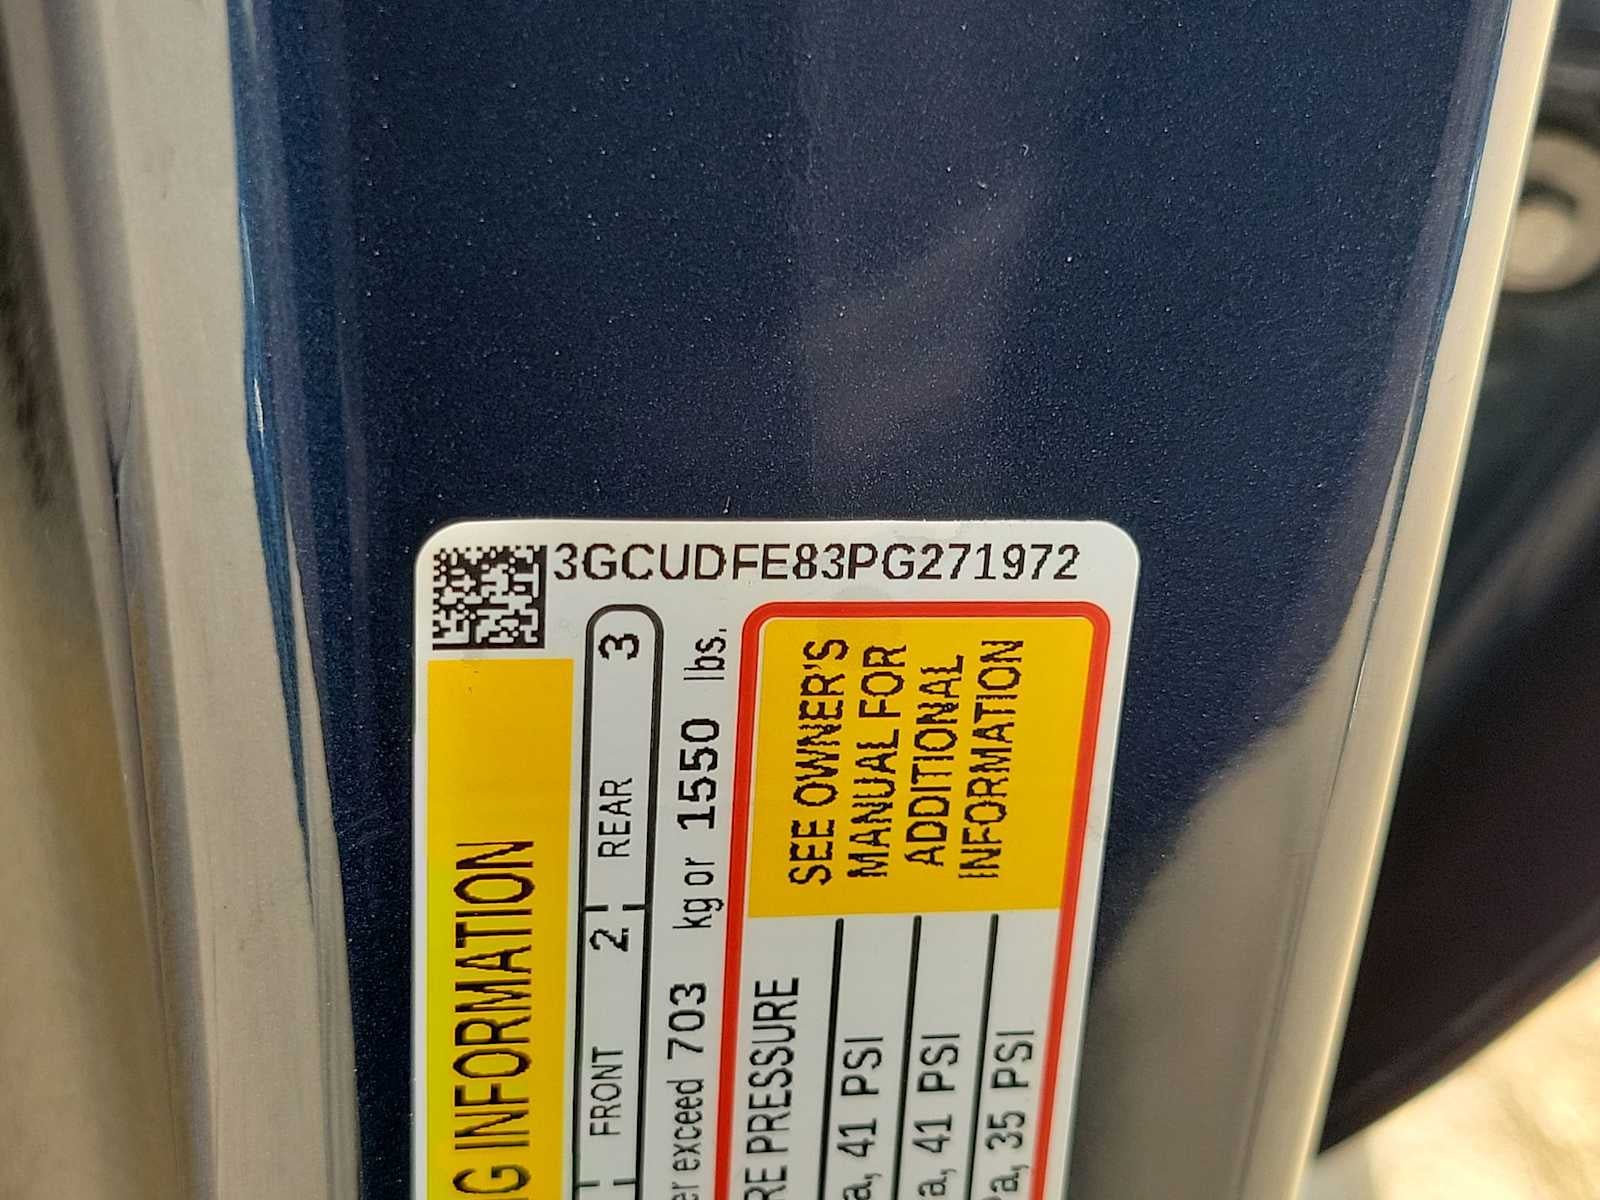 3GCUDFE83PG271972
G INFORMATION
FRONT 2 REAR 3
er exceed 703 kg or 1550 lbs.
RE PRESSURE
a, 41 PSI
a, 41 PSI
Pa, 35 PSI
SEE OWNER'S
MANUAL FOR
ADDITIONAL
INFORMATION